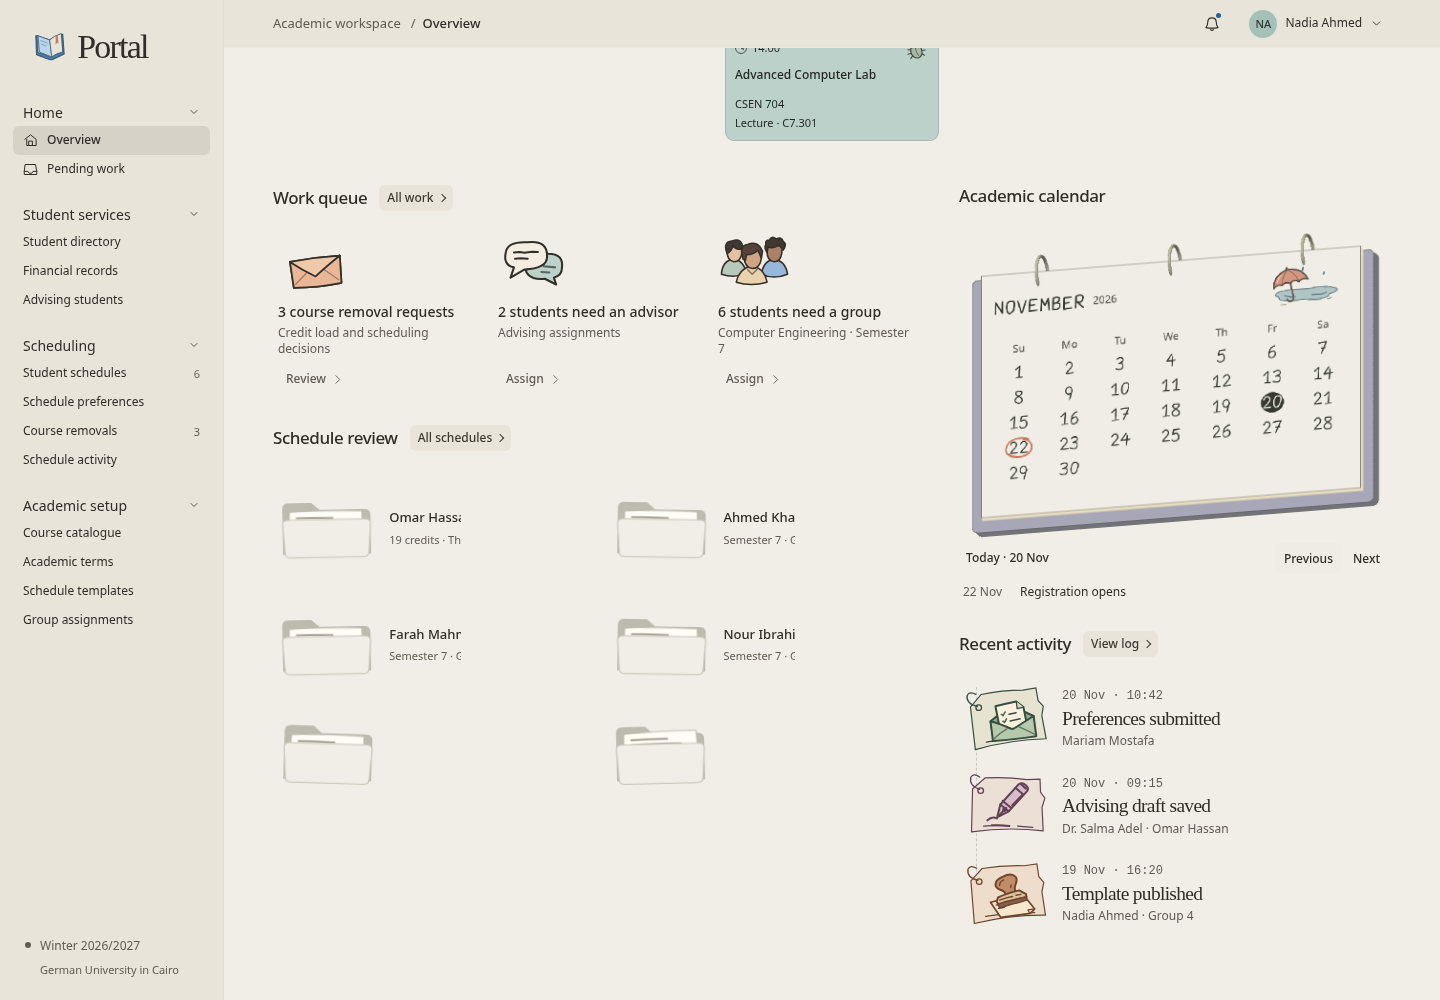 Portal
Home
Overview
Pending work
Student services
Student directory
Financial records
Advising students
Scheduling
Student schedules 6
Schedule preferences
Course removals 3
Schedule activity
Academic setup
Course catalogue
Academic terms
Schedule templates
Group assignments
Winter 2026/2027
German University in Cairo
Academic workspace / Overview
NA Nadia Ahmed
14:00
Advanced Computer Lab
CSEN 704
Lecture · C7.301
Work queue All work
3 course removal requests
Credit load and scheduling
decisions
Review
2 students need an advisor
Advising assignments
Assign
6 students need a group
Computer Engineering · Semester
7
Assign
Schedule review All schedules
Omar Hassa
19 credits · Th
Ahmed Kha
Semester 7 · G
Farah Mahr
Semester 7 · G
Nour Ibrahi
Semester 7 · G
Academic calendar
NOVEMBER 2026
Su Mo Tu We Th Fr Sa
1 2 3 4 5 6 7
8 9 10 11 12 13 14
15 16 17 18 19 20 21
22 23 24 25 26 27 28
29 30
Today · 20 Nov
Previous Next
22 Nov Registration opens
Recent activity View log
20 Nov · 10:42
Preferences submitted
Mariam Mostafa
20 Nov · 09:15
Advising draft saved
Dr. Salma Adel · Omar Hassan
19 Nov · 16:20
Template published
Nadia Ahmed · Group 4